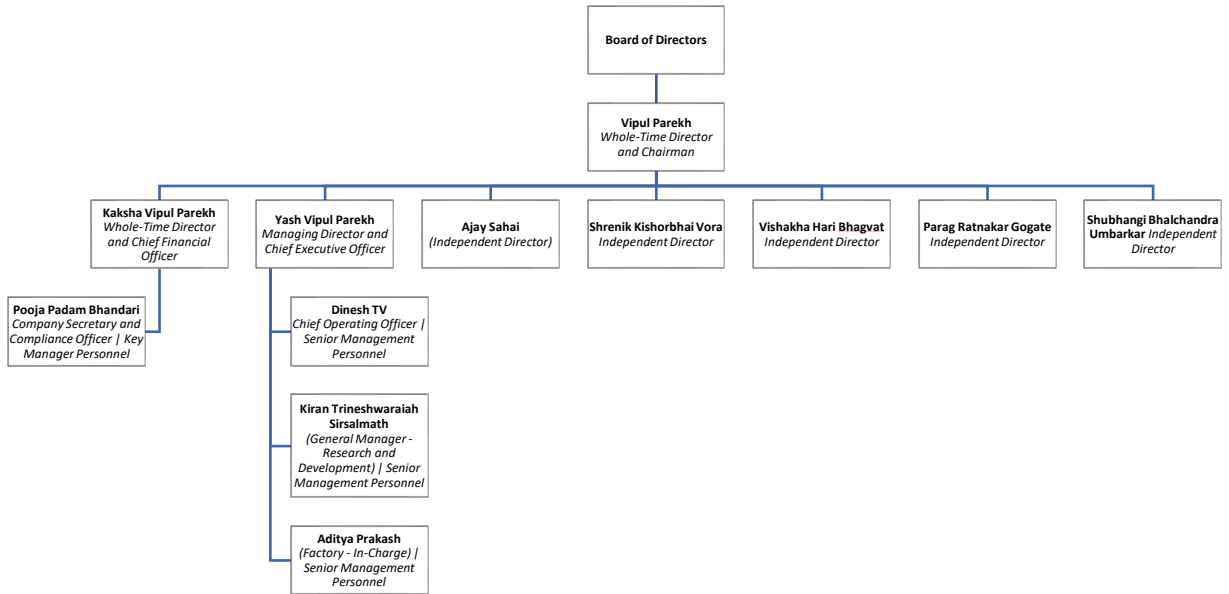 Board of Directors
Vipul Parekh
Whole-Time Director
and Chairman
Kaksha Vipul Parekh
Whole-Time Director
and Chief Financial
Officer
Yash Vipul Parekh
Managing Director and
Chief Executive Officer
Ajay Sahai
(Independent Director)
Shrenik Kishorbhai Vora
Independent Director
Vishakha Hari Bhagvat
Independent Director
Parag Ratnakar Gogate
Independent Director
Shubhangi Bhalchandra
Umbarkar Independent
Director
Pooja Padam Bhandari
Company Secretary and
Compliance Officer | Key
Manager Personnel
Dinesh TV
Chief Operating Officer |
Senior Management
Personnel
Kiran Trineshwaraiah
Sirsalmath
(General Manager -
Research and
Development) | Senior
Management Personnel
Aditya Prakash
(Factory - In-Charge) |
Senior Management
Personnel